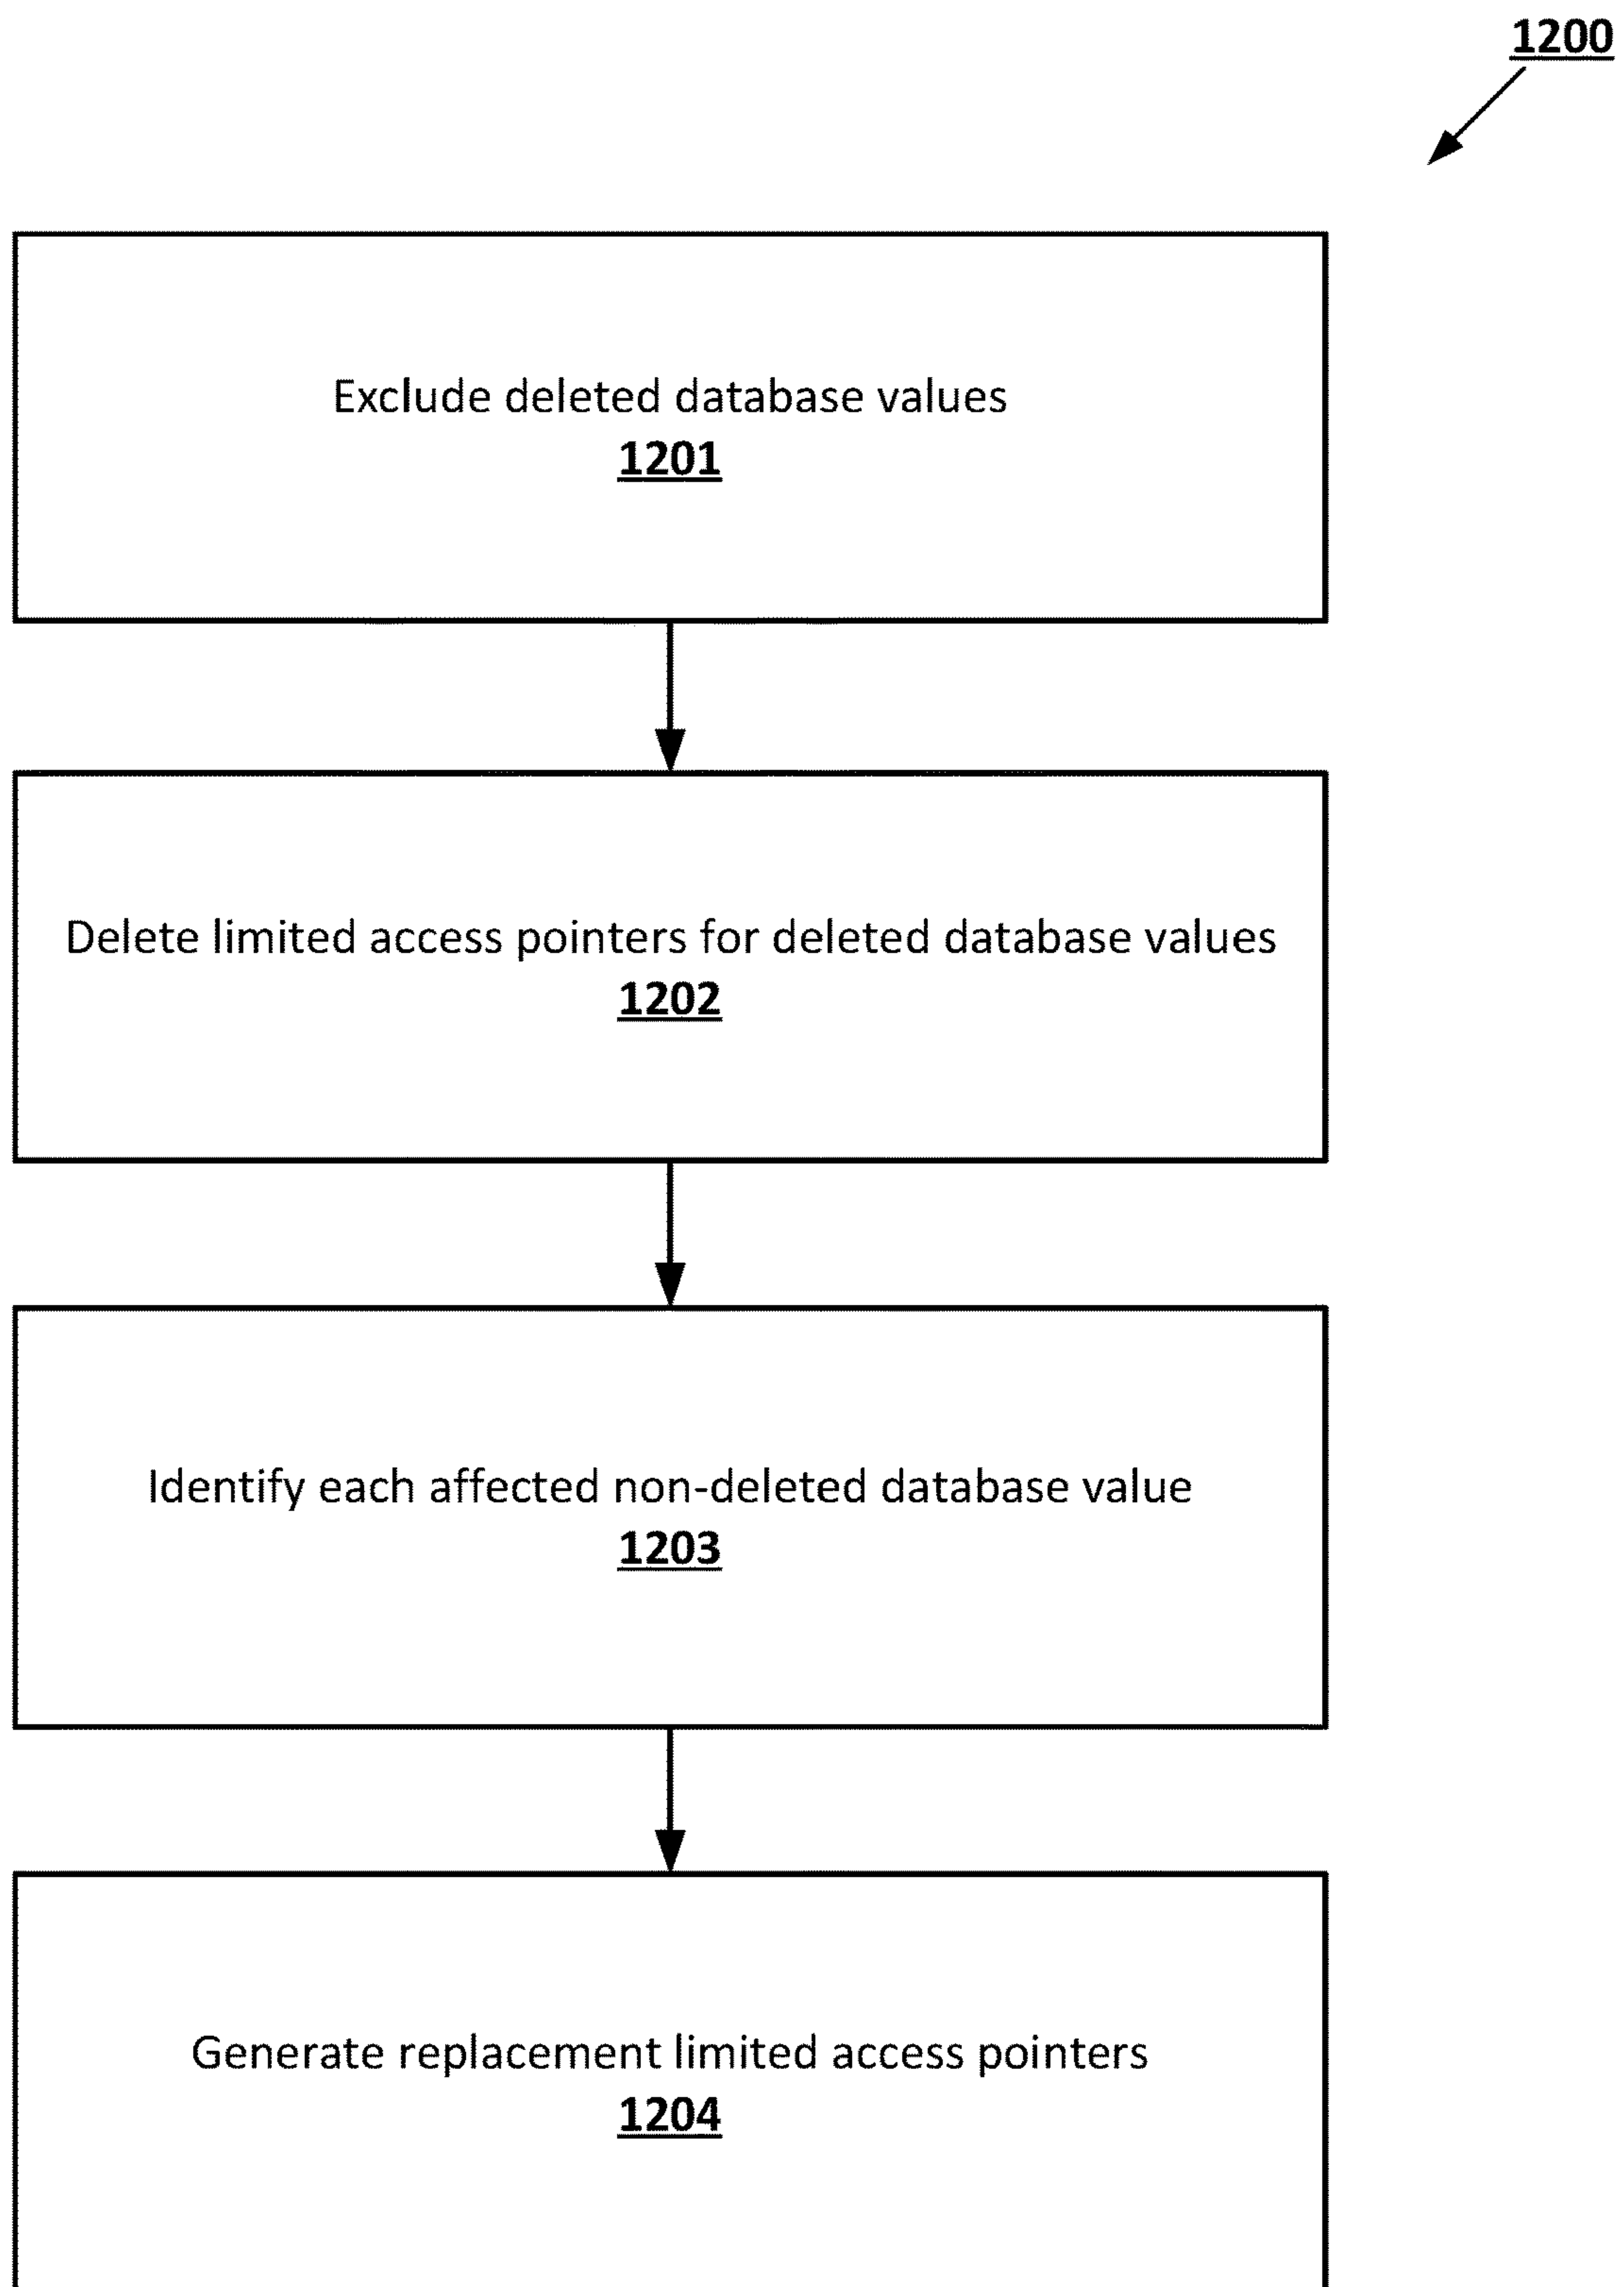 1200
Exclude deleted database values
1201
Delete limited access pointers for deleted database values
1202
Identify each affected non-deleted database value
1203
Generate replacement limited access pointers
1204